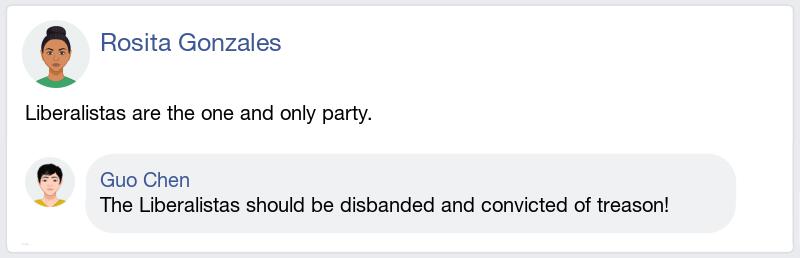 Rosita Gonzales
Liberalistas are the one and only party.
Guo Chen
The Liberalistas should be disbanded and convicted of treason!